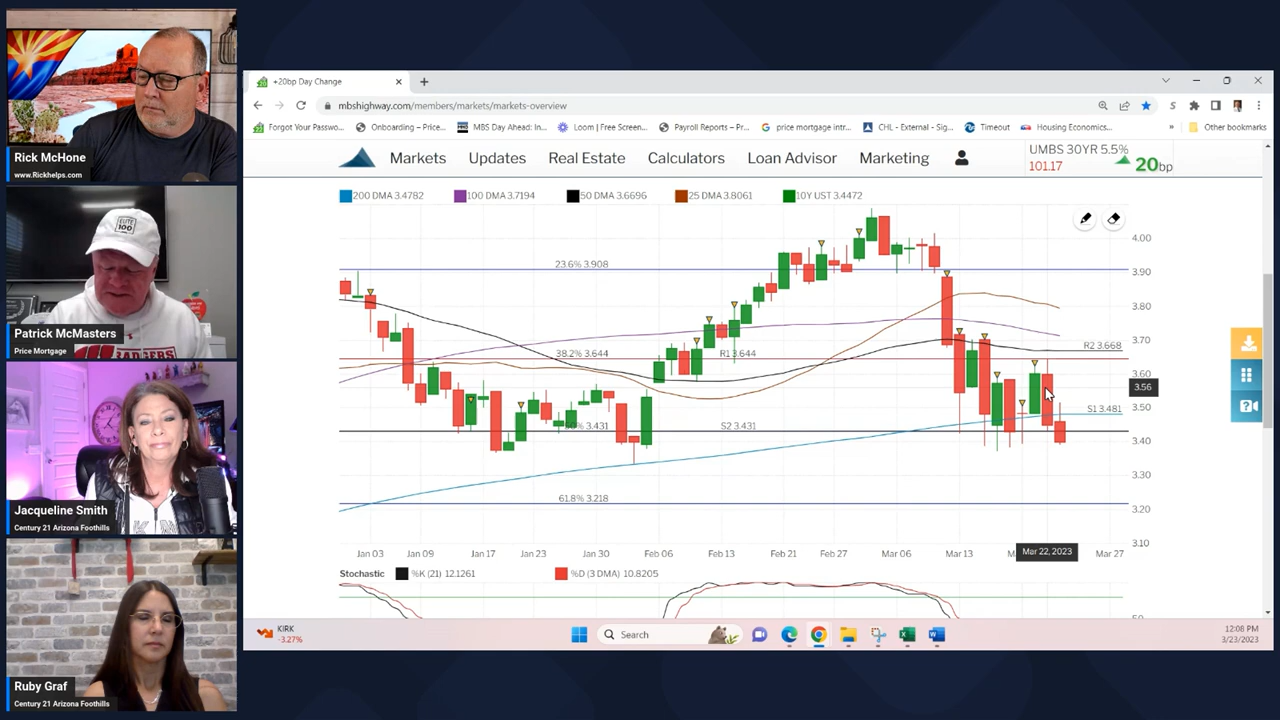 Rick McHone
www.Rickhelps.com
ELITE
100
Patrick McMasters
Price Mortgage
Jacqueline Smith
Century 21 Arizona Foothills
Ruby Graf
Century 21 Arizona Foothills
+20bp Day Change
mbshighway.com/members/markets/markets-overview
Forgot Your Passwo...
Onboarding – Price...
MBS Day Ahead: In...
Loom | Free Screen...
Payroll Reports – Pr...
price mortgage intr...
CHL - External - Sig...
Timeout
Housing Economics...
»
Other bookmarks
Markets Updates Real Estate Calculators Loan Advisor Marketing
UMBS 30YR 5.5%
101.17
20bp
200 DMA 3.4782 100 DMA 3.7194 50 DMA 3.6696 25 DMA 3.8061 10Y UST 3.4472
4.00
23.6% 3.908
3.90
3.80
3.70
R2 3.668
38.2% 3.644 R1 3.644
3.60
3.56
3.50
S1 3.481
3.431 S2 3.431
3.40
3.30
61.8% 3.218
3.20
3.10
Jan 03 Jan 09 Jan 17 Jan 23 Jan 30 Feb 06 Feb 13 Feb 21 Feb 27 Mar 06 Mar 13 Mar 22, 2023 Mar 27
Stochastic %K (21) 12.1261 %D (3 DMA) 10.8205
KIRK
-3.27%
Search
12:08 PM
3/23/2023